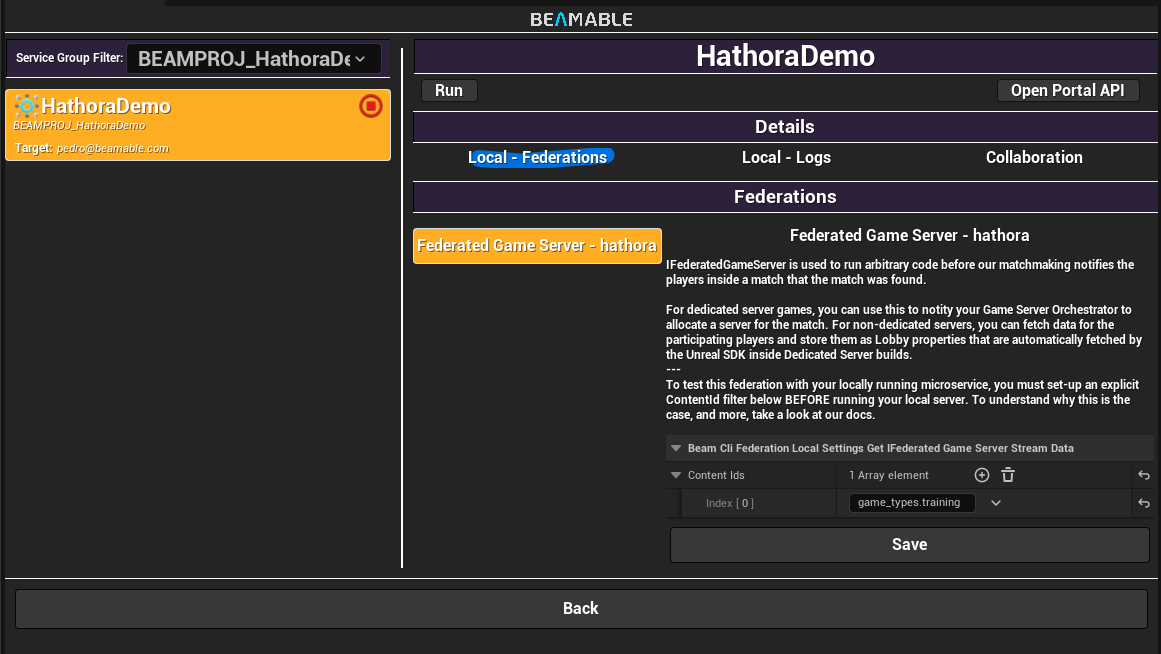 BEAMABLE
Service Group Filter: BEAMPROJ_HathoraDe
HathoraDemo
BEAMPROJ_HathoraDemo
Target: pedro@beamable.com
HathoraDemo
Run
Open Portal API
Details
Local - Federations
Local - Logs
Collaboration
Federations
Federated Game Server - hathora
Federated Game Server - hathora
IFederatedGameServer is used to run arbitrary code before our matchmaking notifies the
players inside a match that the match was found.
For dedicated server games, you can use this to notity your Game Server Orchestrator to
allocate a server for the match. For non-dedicated servers, you can fetch data for the
participating players and store them as Lobby properties that are automatically fetched by
the Unreal SDK inside Dedicated Server builds.
---
To test this federation with your locally running microservice, you must set-up an explicit
ContentId filter below BEFORE running your local server. To understand why this is the
case, and more, take a look at our docs.
Beam Cli Federation Local Settings Get IFederated Game Server Stream Data
Content Ids
1 Array element
Index [ 0 ]
game_types.training
Save
Back